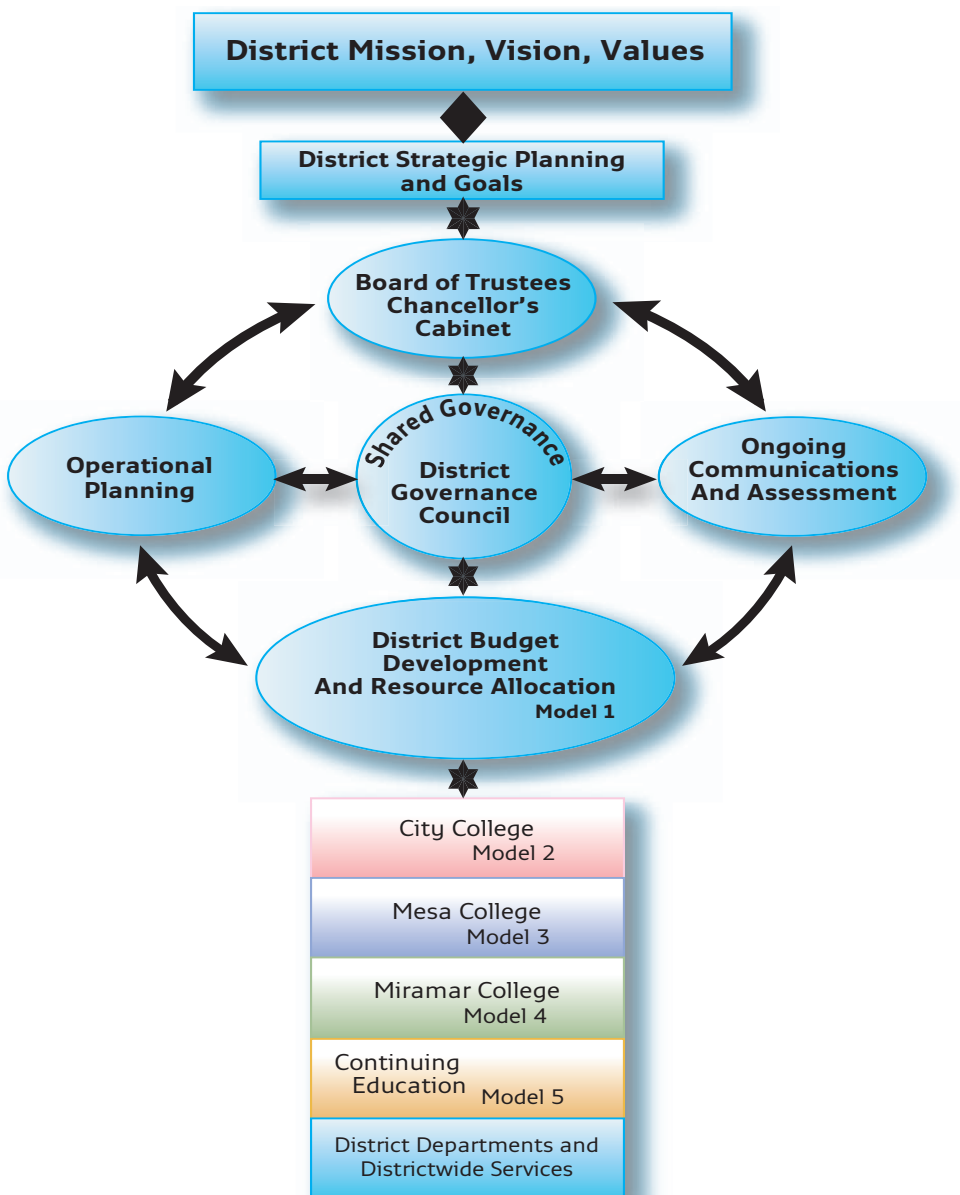 District Mission, Vision, Values
District Strategic Planning
and Goals
Board of Trustees
Chancellor's
Cabinet
Operational
Planning
Shared Governance
District
Governance
Council
Ongoing
Communications
And Assessment
District Budget
Development
And Resource Allocation
Model 1
City College
Model 2
Mesa College
Model 3
Miramar College
Model 4
Continuing
Education
Model 5
District Departments and
Districtwide Services